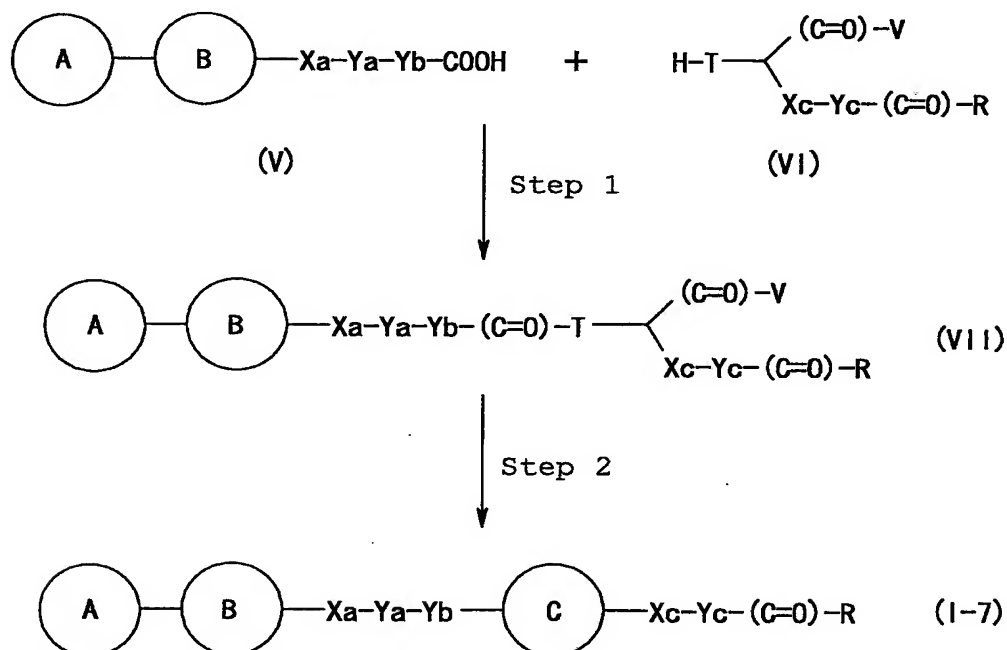 (C=O)-V
A B Xa-Ya-Yb-COOH + H-T
Xc-Yc-(C=O)-R
(V) (VI)
Step 1
(C=O)-V
A B Xa-Ya-Yb-(C=O)-T (VII)
Xc-Yc-(C=O)-R
Step 2
A B Xa-Ya-Yb C Xc-Yc-(C=O)-R (I-7)